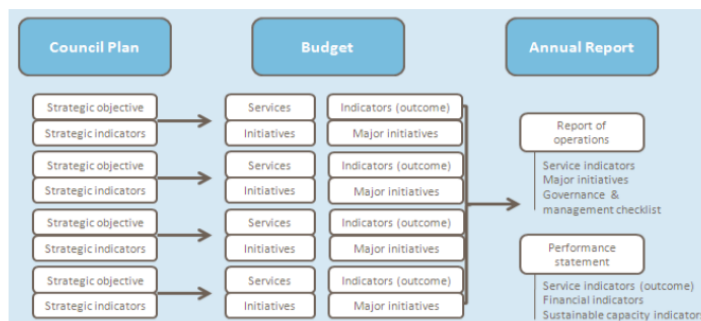 Council Plan
Budget
Annual Report
Strategic objective
Strategic indicators
Services
Initiatives
Indicators (outcome)
Major initiatives
Strategic objective
Strategic indicators
Services
Initiatives
Indicators (outcome)
Major initiatives
Strategic objective
Strategic indicators
Services
Initiatives
Indicators (outcome)
Major initiatives
Strategic objective
Strategic indicators
Services
Initiatives
Indicators (outcome)
Major initiatives
Report of
operations
Service indicators
Major initiatives
Governance &
management checklist
Performance
statement
Service indicators (outcome)
Financial indicators
Sustainable capacity indicators